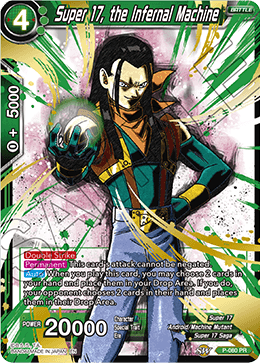 4
Super 17, the Infernal Machine
BATTLE
0 + 5000
Double Strike
Permanent This card's attack cannot be negated.
Auto When you play this card, you may choose 2 cards in
your hand and place them in your Drop Area. If you do,
your opponent chooses 2 cards in their hand and places
them in their Drop Area.
POWER 20000
Character Super 17
Special Trait Android/Machine Mutant
Era Super 17 Saga
P-080 PR